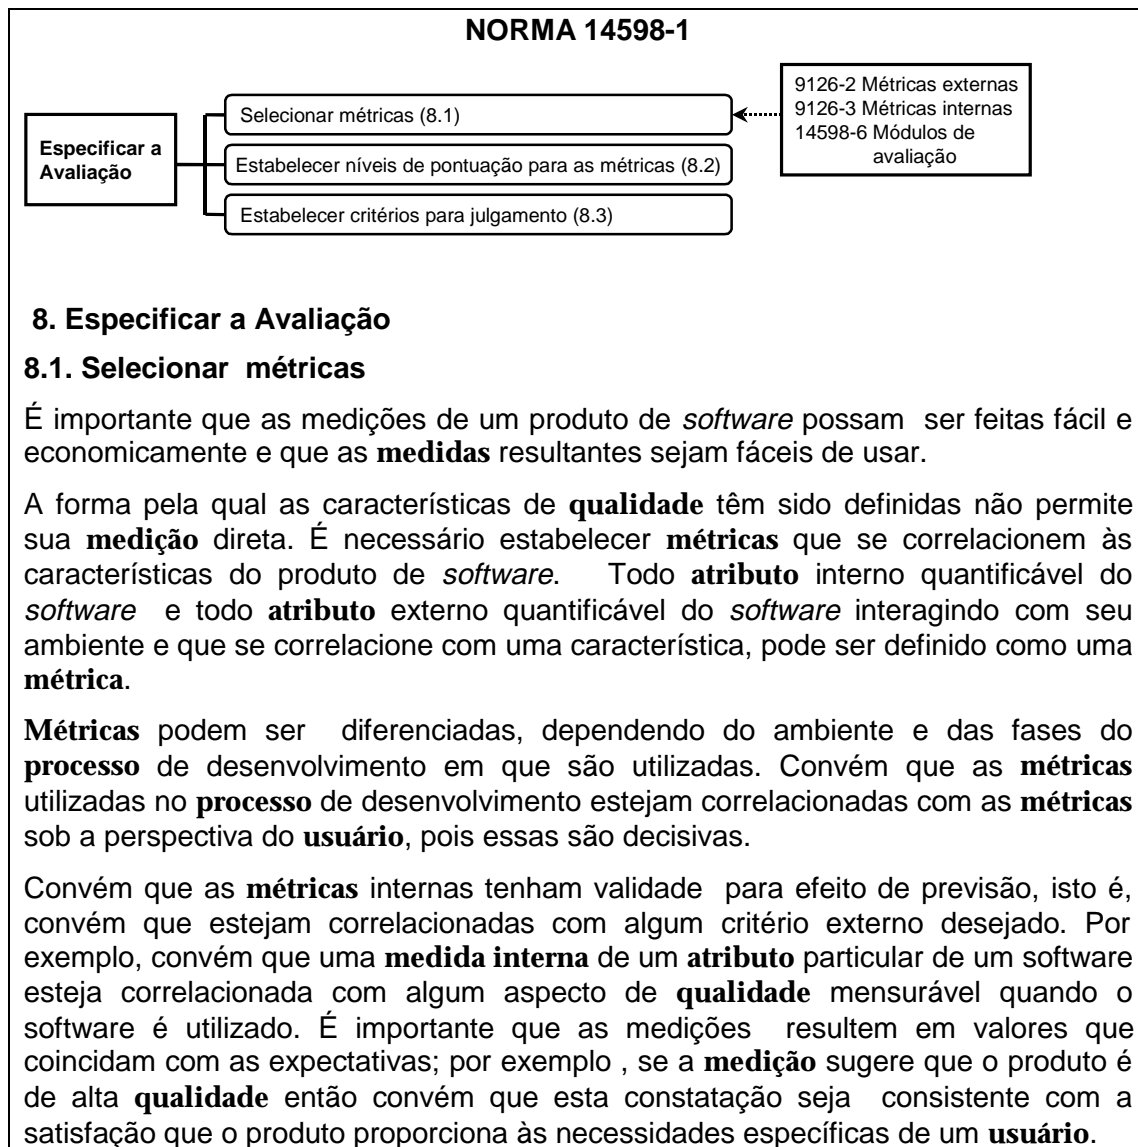 NORMA 14598-1
9126-2 Métricas externas
9126-3 Métricas internas
14598-6 Módulos de
avaliação
Selecionar métricas (8.1)
Especificar a
Avaliação
Estabelecer níveis de pontuação para as métricas (8.2)
Estabelecer critérios para julgamento (8.3)
8. Especificar a Avaliação
8.1. Selecionar métricas
É importante que as medições de um produto de software possam ser feitas fácil e
economicamente e que as medidas resultantes sejam fáceis de usar.
A forma pela qual as características de qualidade têm sido definidas não permite
sua medição direta. É necessário estabelecer métricas que se correlacionem às
características do produto de software. Todo atributo interno quantificável do
software e todo atributo externo quantificável do software interagindo com seu
ambiente e que se correlacione com uma característica, pode ser definido como uma
métrica.
Métricas podem ser diferenciadas, dependendo do ambiente e das fases do
processo de desenvolvimento em que são utilizadas. Convém que as métricas
utilizadas no processo de desenvolvimento estejam correlacionadas com as métricas
sob a perspectiva do usuário, pois essas são decisivas.
Convém que as métricas internas tenham validade para efeito de previsão, isto é,
convém que estejam correlacionadas com algum critério externo desejado. Por
exemplo, convém que uma medida interna de um atributo particular de um software
esteja correlacionada com algum aspecto de qualidade mensurável quando o
software é utilizado. É importante que as medições resultem em valores que
coincidam com as expectativas; por exemplo , se a medição sugere que o produto é
de alta qualidade então convém que esta constatação seja consistente com a
satisfação que o produto proporciona às necessidades específicas de um usuário.